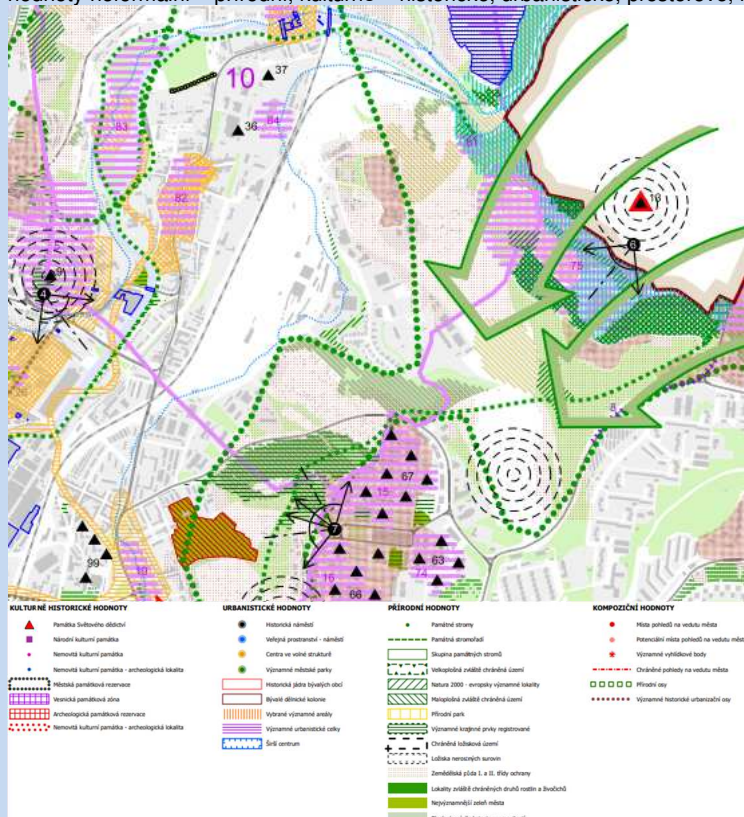 hodnoty neformální – přírodní, kulturně – historické, urbanistické, prostorové,
10
37
36
84
83
82
81
18
6
75
9
4
8
67
15
7
63
74
16
66
99
KULTURNĚ HISTORICKÉ HODNOTY
Památka Světového dědictví
Národní kulturní památka
Nemovitá kulturní památka
Nemovitá kulturní památka - archeologická lokalita
Městská památková rezervace
Vesnická památková zóna
Archeologická památková rezervace
Nemovitá kulturní památka - archeologická lokalita
URBANISTICKÉ HODNOTY
Historická náměstí
Veřejná prostranství - náměstí
Centra ve volné struktuře
Významné městské parky
Historická jádra bývalých obcí
Bývalé dělnické kolonie
Vybrané významné areály
Významné urbanistické celky
Širší centrum
PŘÍRODNÍ HODNOTY
Památné stromy
Památná stromořadí
Skupina památných stromů
Velkoplošná zvláště chráněné území
Natura 2000 - evropsky významné lokality
Maloplošná zvláště chráněné území
Přírodní park
Významné krajinné prvky registrované
Chráněná ložisková území
Ložiska nerostných surovin
Zemědělská půda I. a II. třídy ochrany
Lokality zvláště chráněných druhů rostlin a živočichů
Nejvýznamnější zeleň města
KOMPOZIČNÍ HODNOTY
Místa pohledů na vedutu města
Potenciální místa pohledů na vedutu měst
Významné vyhlídkové body
Chráněné pohledy na vedutu města
Přírodní osy
Významné historické urbanizační osy